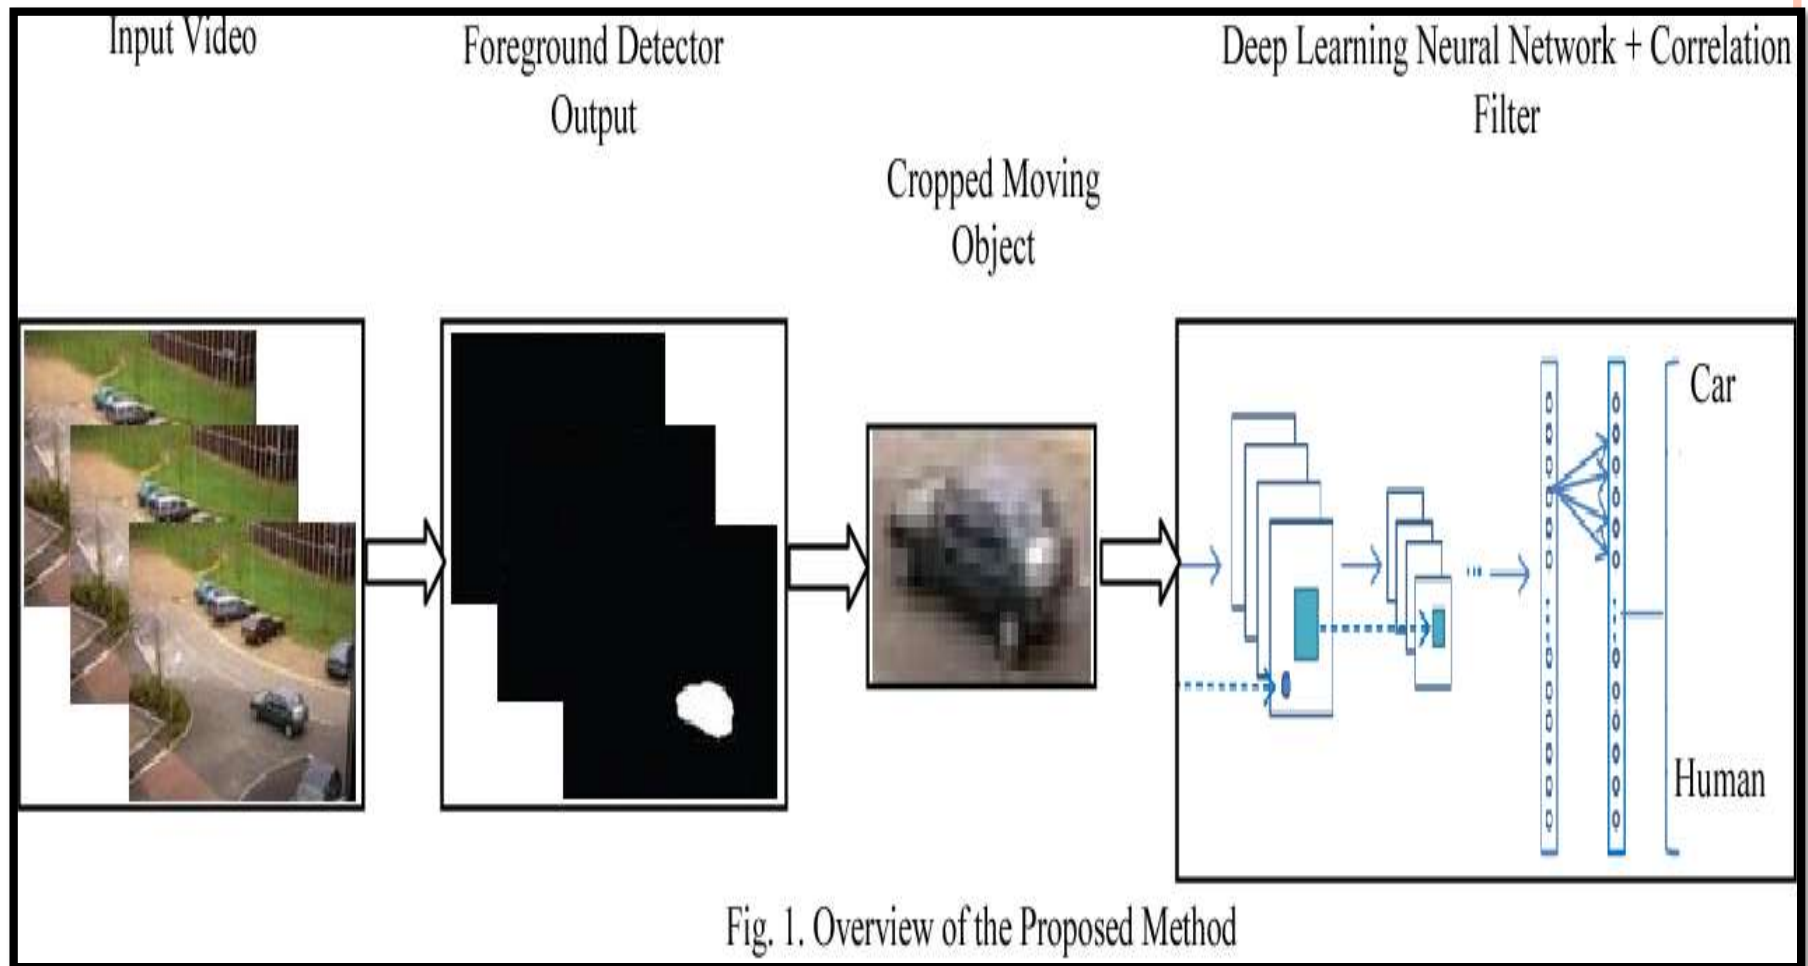 Input Video
Foreground Detector
Output
Cropped Moving
Object
Deep Learning Neural Network + Correlation
Filter
Car
Human
Fig. 1. Overview of the Proposed Method